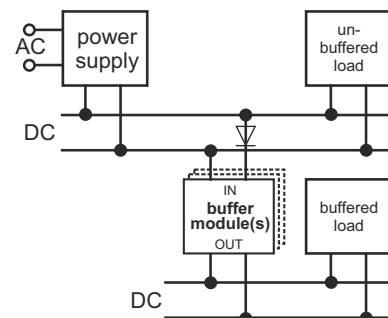 AC
power
supply
un-
buffered
load
DC
IN
buffer
module(s)
OUT
buffered
load
DC